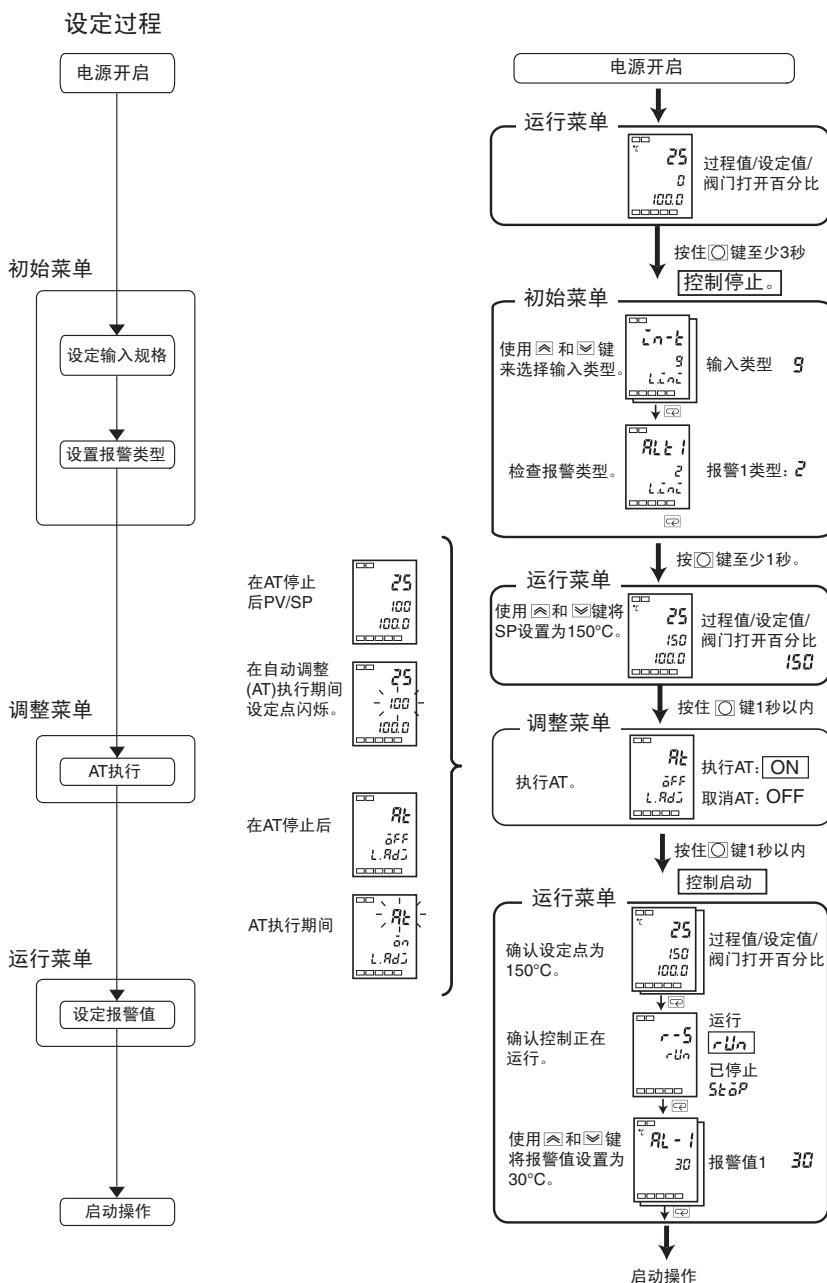 设定过程
电源开启
初始菜单
设定输入规格
设置报警类型
调整菜单
AT执行
运行菜单
设定报警值
启动操作
在AT停止
后PV/SP
25
100
100.0
在自动调整
(AT)执行期间
设定点闪烁。
25
100
100.0
在AT停止后
At
oFF
L.AdJ
AT执行期间
At
on
L.AdJ
电源开启
运行菜单
℃
25
0
100.0
过程值/设定值/
阀门打开百分比
按住键至少3秒
控制停止。
初始菜单
使用和键
来选择输入类型。
in-t
9
L.ini
输入类型 9
检查报警类型。
ALt1
2
L.ini
报警1类型: 2
按键至少1秒。
运行菜单
使用和键将
SP设置为150°C。
℃
25
150
100.0
过程值/设定值/
阀门打开百分比
150
按住键1秒以内
调整菜单
执行AT。
At
oFF
L.AdJ
执行AT: ON
取消AT: OFF
按住键1秒以内
控制启动
运行菜单
确认设定点为
150°C。
℃
25
150
100.0
过程值/设定值/
阀门打开百分比
确认控制正在
运行。
r-S
rUn
运行
rUn
已停止
StoP
使用和键
将报警值设置为
30°C。
℃
AL-1
30
报警值1 30
启动操作